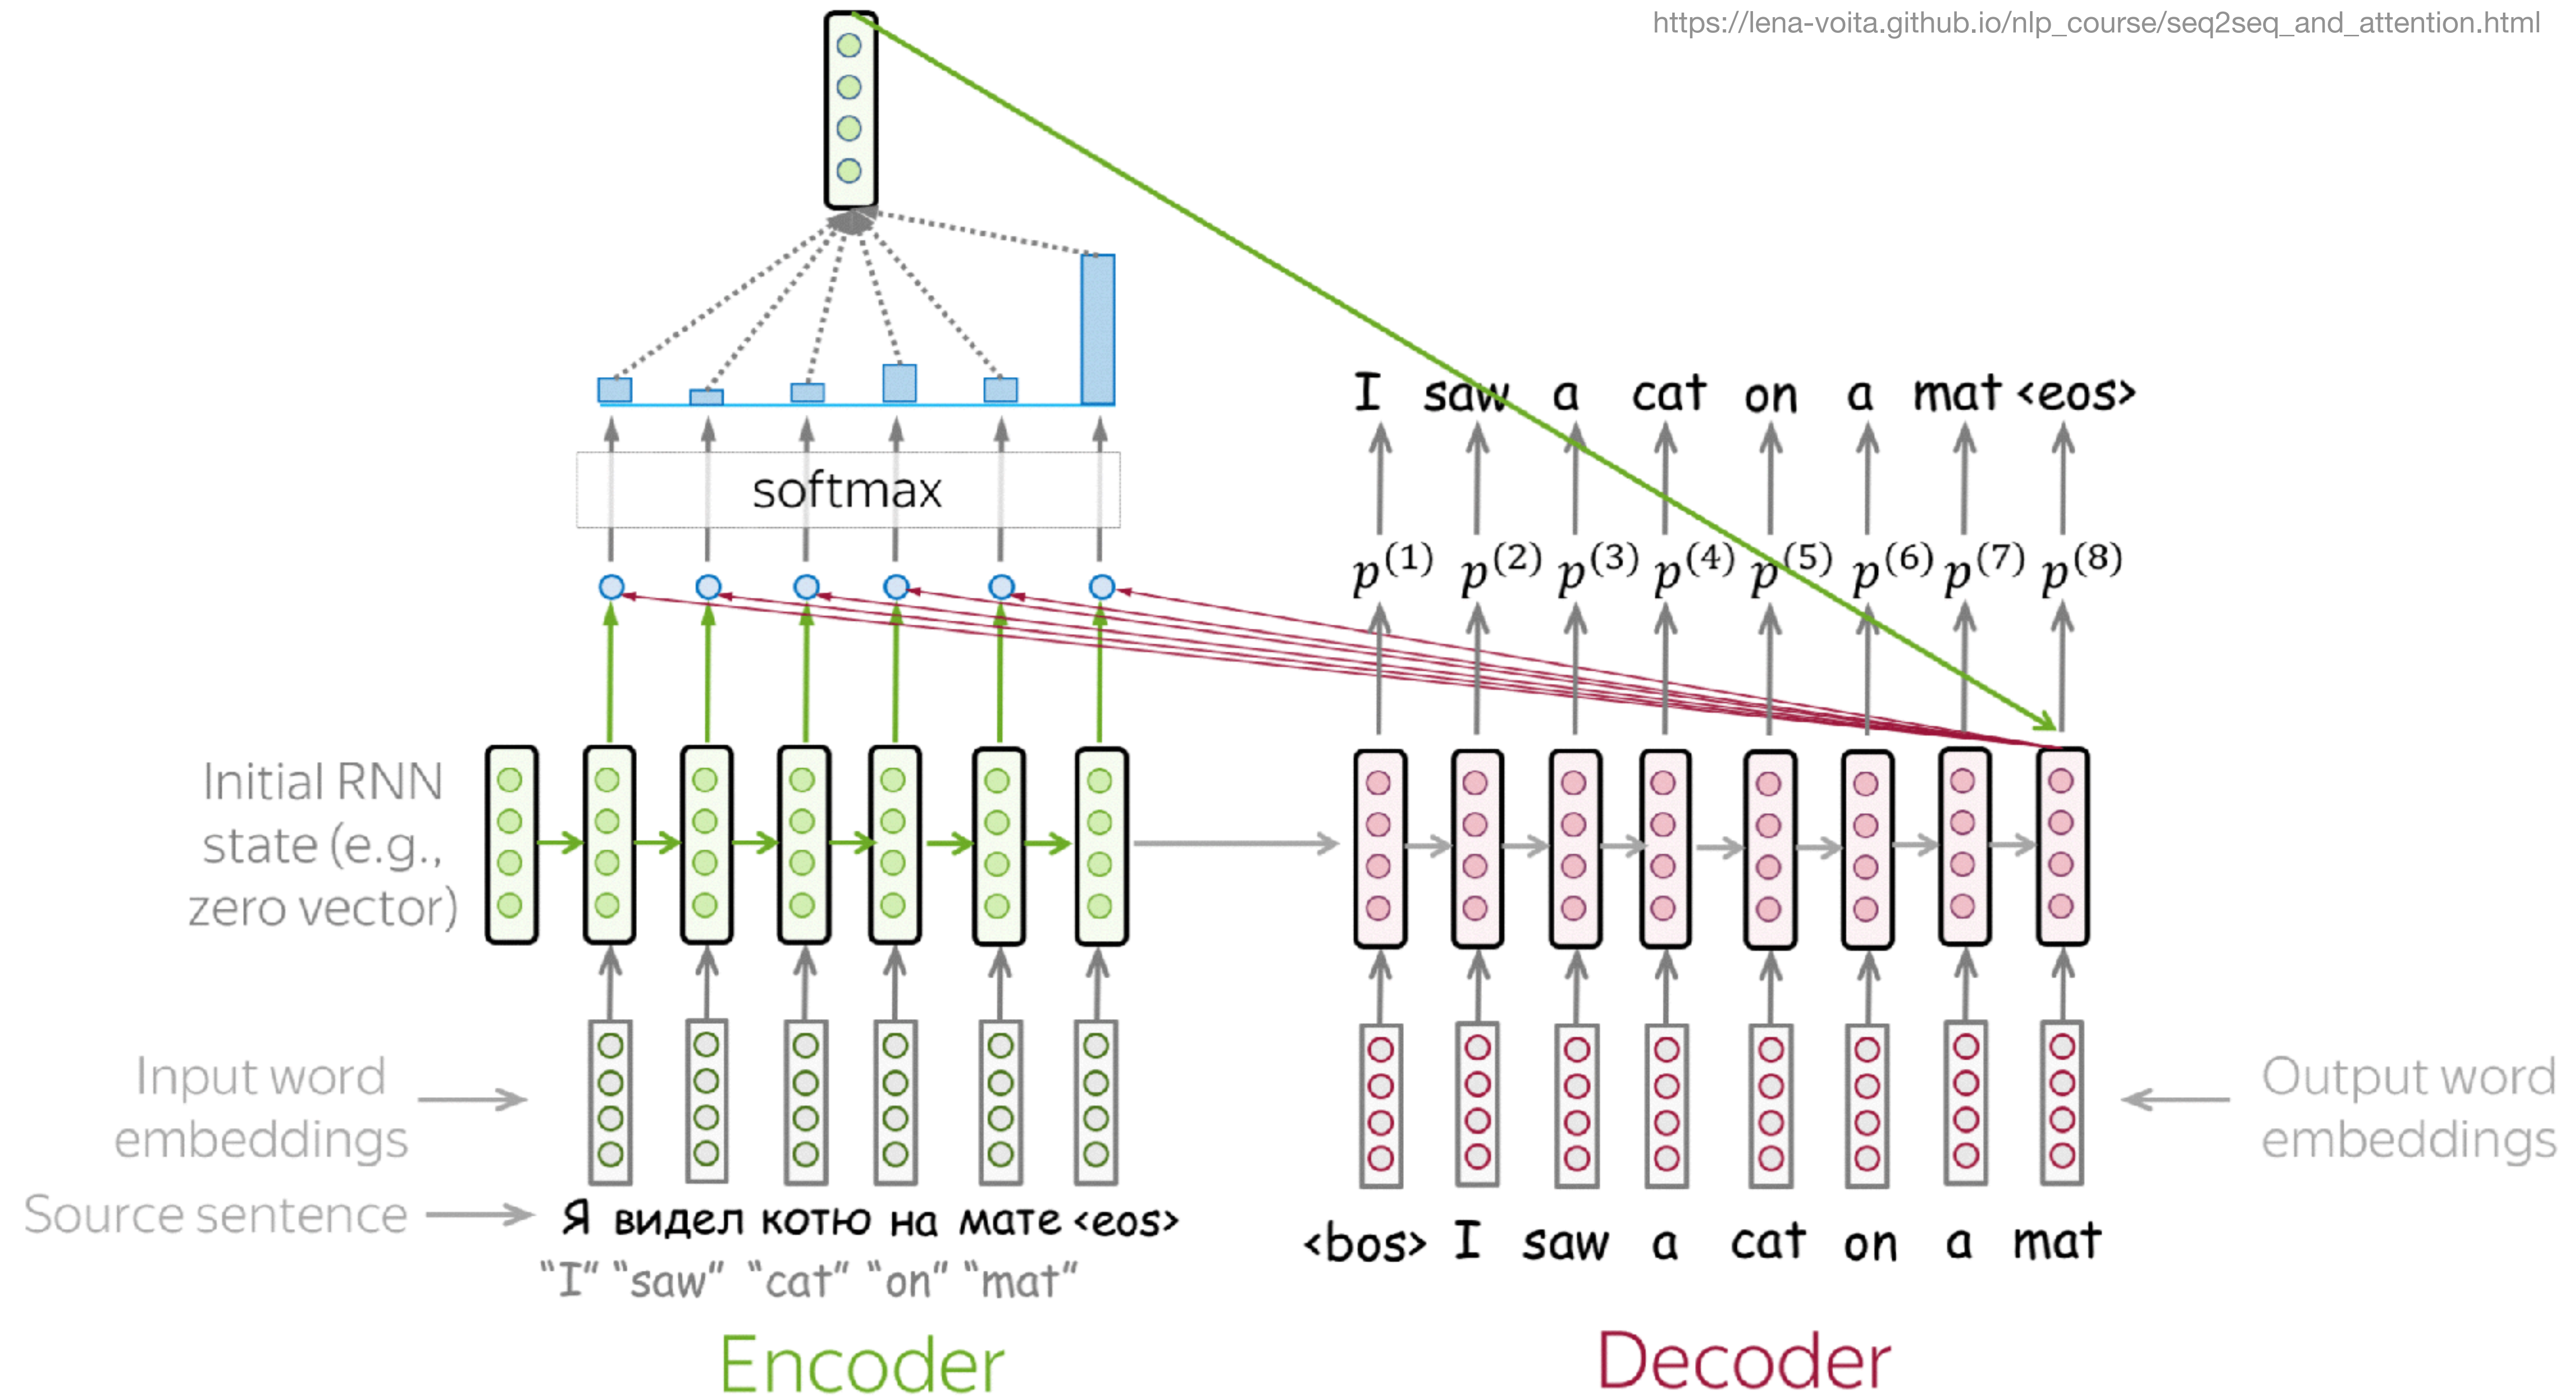 https://lena-voita.github.io/nlp_course/seq2seq_and_attention.html
I saw a cat on a mat <eos>
softmax
p(1) p(2) p(3) p(4) p(5) p(6) p(7) p(8)
Initial RNN
state (e.g.,
zero vector)
Input word
embeddings
Output word
embeddings
Source sentence
Я видел котю на мате <eos>
"I" "saw" "cat" "on" "mat"
<bos> I saw a cat on a mat
Encoder
Decoder